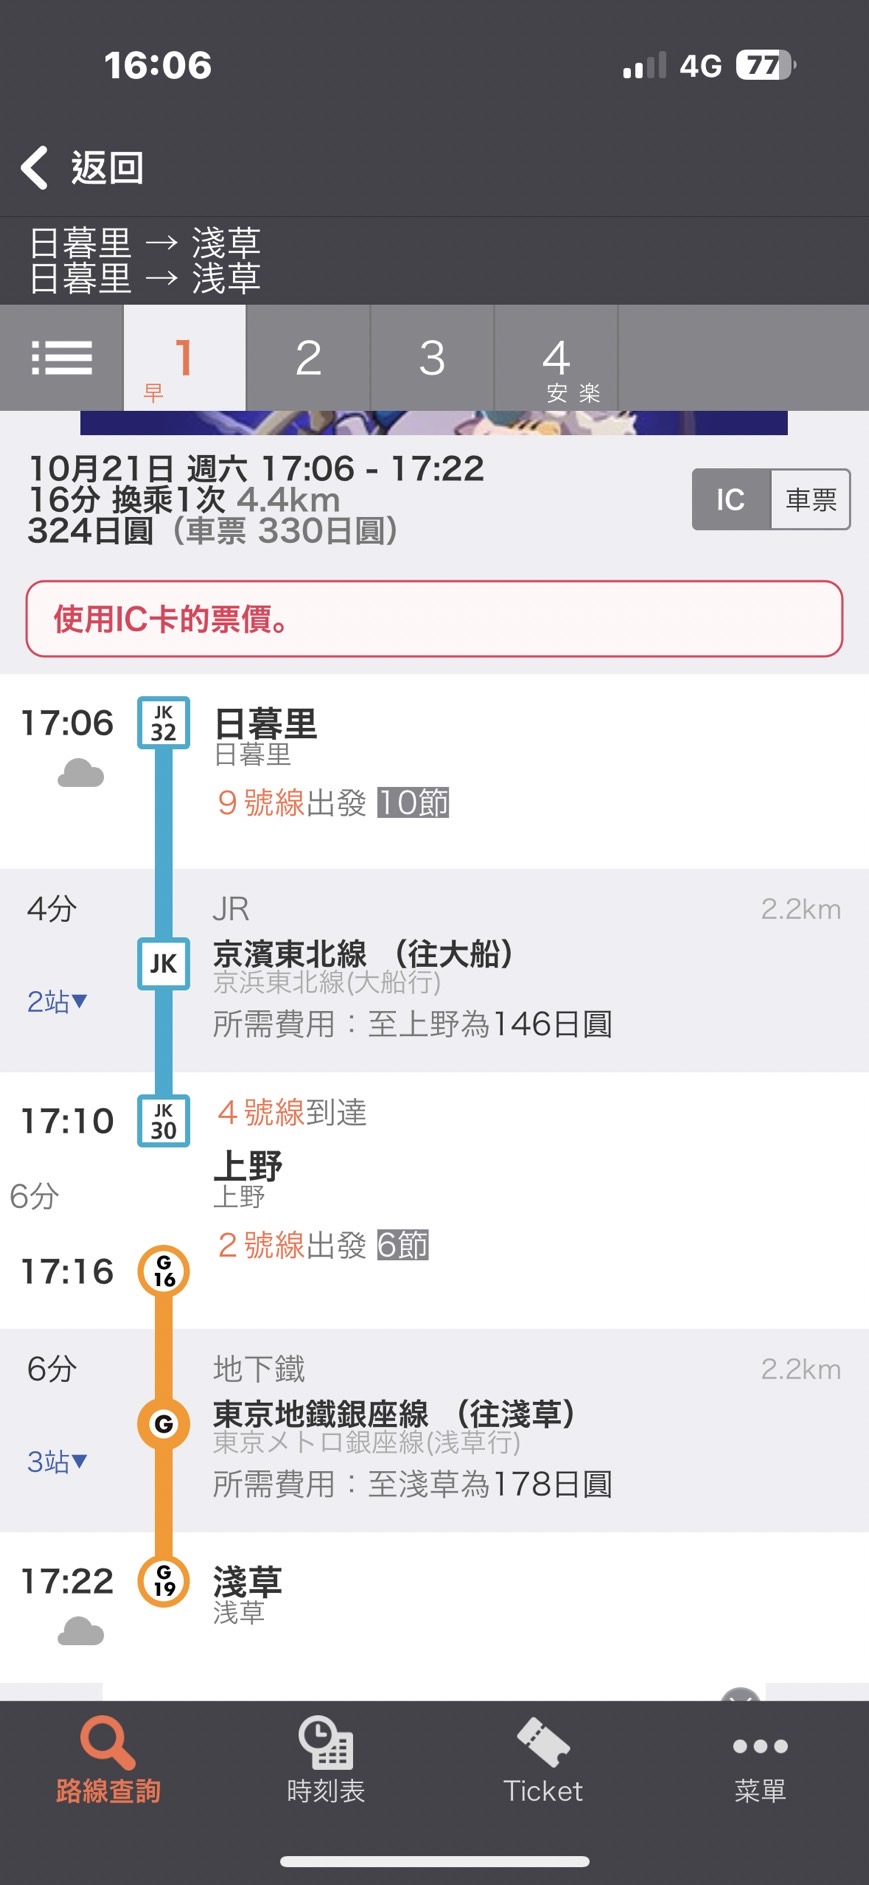 16:06
4G 77
返回
日暮里 → 淺草
日暮里 → 浅草
1 2 3 4
早 安 楽
10月21日 週六 17:06 - 17:22
16分 換乘1次 4.4km
324日圓（車票 330日圓）
IC 車票
使用IC卡的票價。
17:06 JK 32 日暮里
日暮里
9 號線出發 10節
4分 JR 2.2km
JK 京濱東北線 （往大船）
京浜東北線(大船行)
2站▼
所需費用：至上野為146日圓
4 號線到達
17:10 JK 30
上野
6分 上野
2 號線出發 6節
17:16 G 16
6分 地下鐵 2.2km
G 東京地鐵銀座線 （往淺草）
東京メトロ銀座線(浅草行)
3站▼
所需費用：至淺草為178日圓
17:22 G 19 淺草
浅草
路線查詢 時刻表 Ticket 菜單